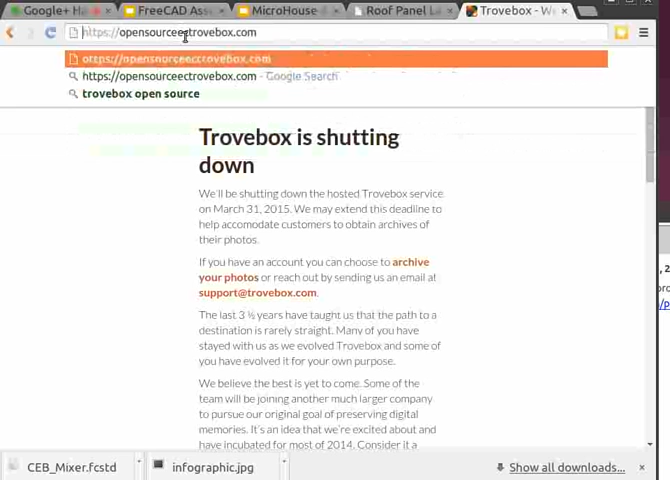 Google+ H
FreeCAD Ass
MicroHouse
Roof Panel L
Trovebox - We
https://opensourceectrovebox.com
https://opensourceectrovebox.com - Google Search
trovebox open source
Trovebox is shutting
down
We'll be shutting down the hosted Trovebox service
on March 31, 2015. We may extend this deadline to
help accomodate customers to obtain archives of
their photos.
If you have an account you can choose to archive
your photos or reach out by sending us an email at
support@trovebox.com.
The last 3 ½ years have taught us that the path to a
destination is rarely straight. Many of you have
stayed with us as we evolved Trovebox and some of
you have evolved it for your own purpose.
We believe the best is yet to come. Some of the
team will be joining another much larger company
to pursue our original goal of preserving digital
memories. It's an idea that we're excited about and
have incubated for most of 2014. Consider it a
, 2
pro
/p
CEB_Mixer.fcstd
infographic.jpg
Show all downloads...